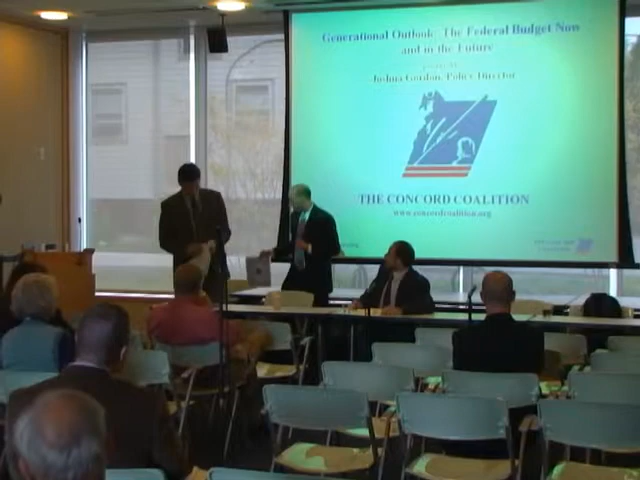 Generational Outlook: The Federal Budget Now
and in the Future
Joshua Gordon, Policy Director
THE CONCORD COALITION
www.concordcoalition.org